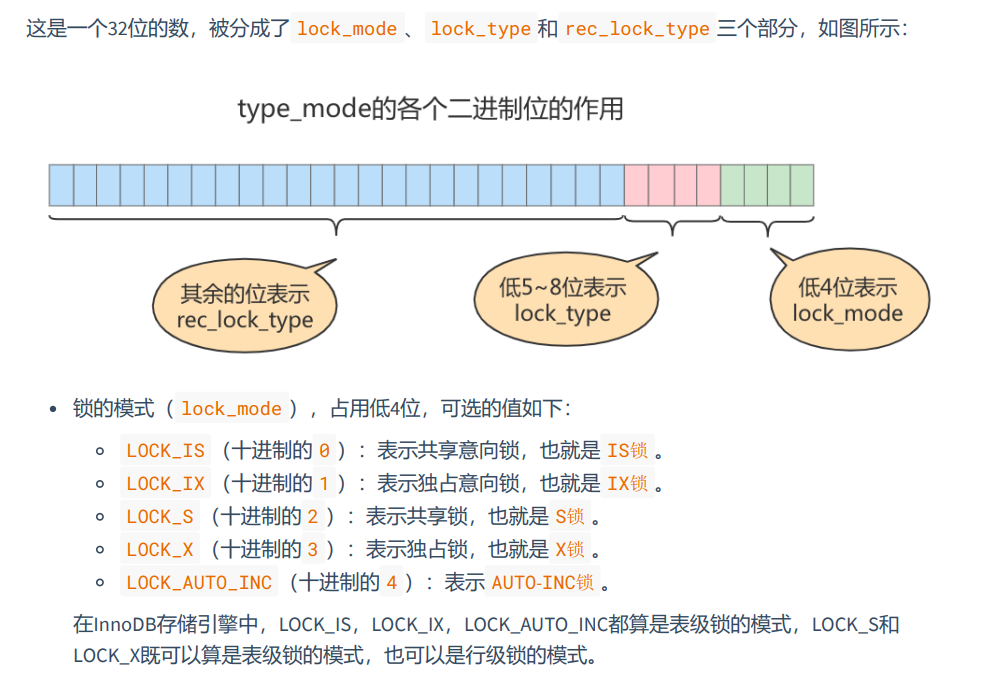 这是一个32位的数，被分成了 lock_mode 、 lock_type 和 rec_lock_type 三个部分，如图所示：
type_mode的各个二进制位的作用
其余的位表示
rec_lock_type
低5~8位表示
lock_type
低4位表示
lock_mode
• 锁的模式（ lock_mode ），占用低4位，可选的值如下：
○ LOCK_IS （十进制的 0 ）：表示共享意向锁，也就是 IS锁 。
○ LOCK_IX （十进制的 1 ）：表示独占意向锁，也就是 IX锁 。
○ LOCK_S （十进制的 2 ）：表示共享锁，也就是 S锁 。
○ LOCK_X （十进制的 3 ）：表示独占锁，也就是 X锁 。
○ LOCK_AUTO_INC （十进制的 4 ）：表示 AUTO-INC锁 。
在InnoDB存储引擎中，LOCK_IS，LOCK_IX，LOCK_AUTO_INC都算是表级锁的模式，LOCK_S和
LOCK_X既可以算是表级锁的模式，也可以是行级锁的模式。